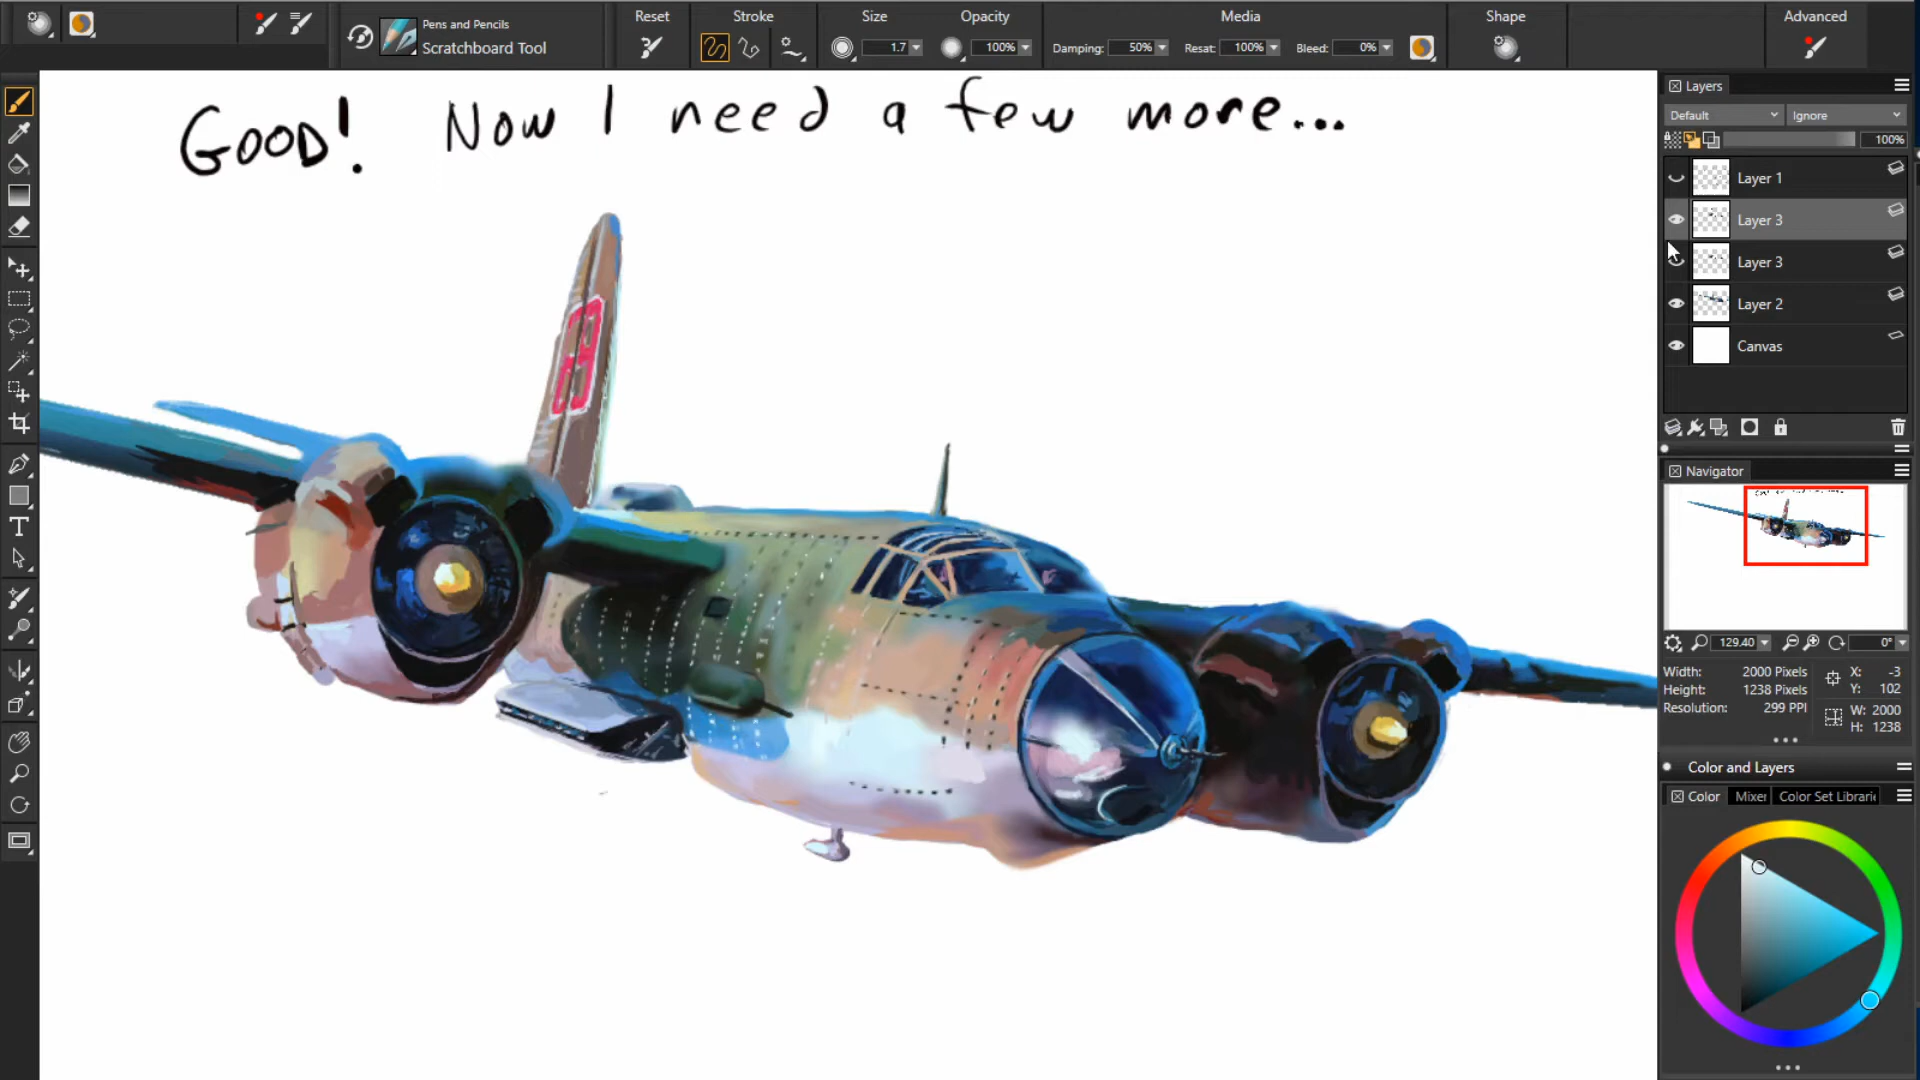 Reset Stroke Size Opacity Media Shape Advanced
Pens and Pencils
Scratchboard Tool
1.7 100% Damping: 50% Resat: 100% Bleed: 0%
GOOD! Now I need a few more...
Layers
Default Ignore
100%
Layer 1
Layer 3
Layer 3
Layer 2
Canvas
Navigator
129.40 0°
Width: 2000 Pixels X: -3
Height: 1238 Pixels Y: 102
Resolution: 299 PPI W: 2000
H: 1238
Color and Layers
Color Mixer Color Set Librarie
T